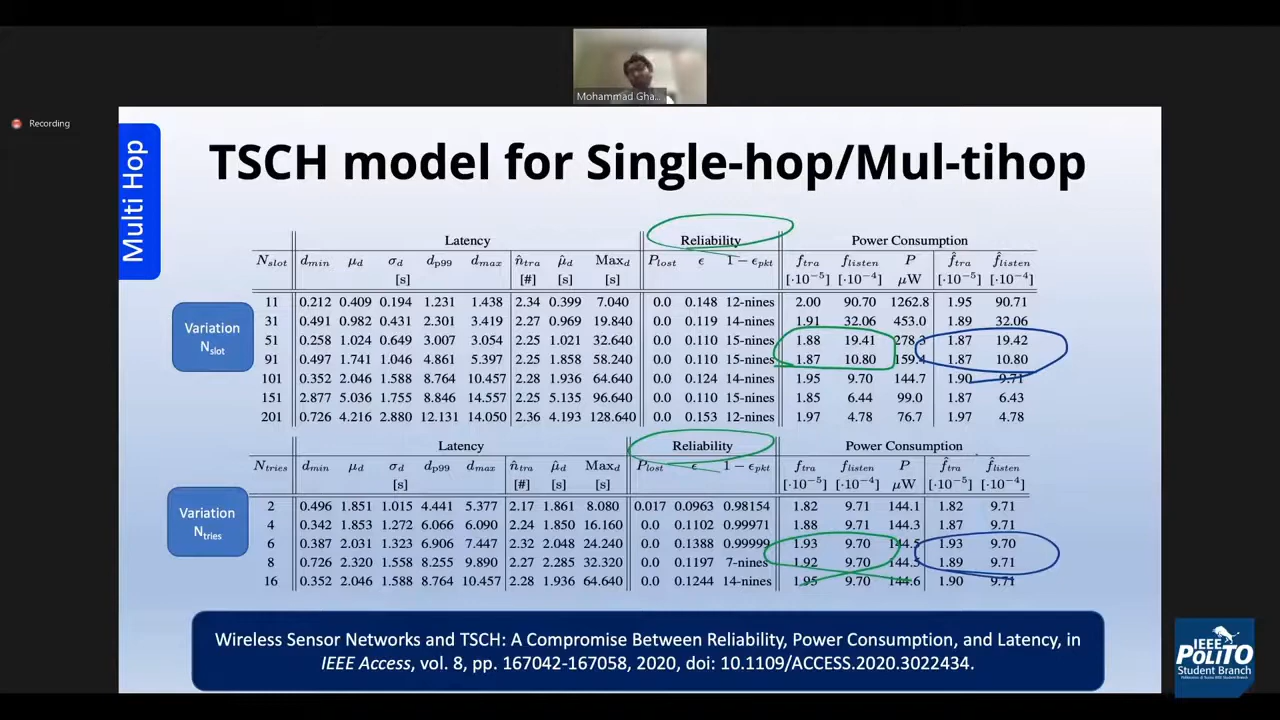 Mohammad Gha...
Recording
Multi Hop
TSCH model for Single-hop/Mul-tihop
Latency Reliability Power Consumption
N_slot d_min μ_d σ_d d_p99 d_max n̂_tra μ̂_d Max_d P_lost ϵ 1 − ϵ_pkt f_tra f_listen P f̂_tra f̂_listen
[s] [#] [s] [s] [·10⁻⁵] [·10⁻⁴] μW [·10⁻⁵] [·10⁻⁴]
11 0.212 0.409 0.194 1.231 1.438 2.34 0.399 7.040 0.0 0.148 12-nines 2.00 90.70 1262.8 1.95 90.71
31 0.491 0.982 0.431 2.301 3.419 2.27 0.969 19.840 0.0 0.119 14-nines 1.91 32.06 453.0 1.89 32.06
51 0.258 1.024 0.649 3.007 3.054 2.25 1.021 32.640 0.0 0.110 15-nines 1.88 19.41 278.3 1.87 19.42
91 0.497 1.741 1.046 4.861 5.397 2.25 1.858 58.240 0.0 0.110 15-nines 1.87 10.80 159.4 1.87 10.80
101 0.352 2.046 1.588 8.764 10.457 2.28 1.936 64.640 0.0 0.124 14-nines 1.95 9.70 144.7 1.90 9.71
151 2.877 5.036 1.755 8.846 14.557 2.25 5.135 96.640 0.0 0.110 15-nines 1.85 6.44 99.0 1.87 6.43
201 0.726 4.216 2.880 12.131 14.050 2.36 4.193 128.640 0.0 0.153 12-nines 1.97 4.78 76.7 1.97 4.78
Variation
N_slot
Latency Reliability Power Consumption
N_tries d_min μ_d σ_d d_p99 d_max n̂_tra μ̂_d Max_d P_lost ϵ 1 − ϵ_pkt f_tra f_listen P f̂_tra f̂_listen
[s] [#] [s] [s] [·10⁻⁵] [·10⁻⁴] μW [·10⁻⁵] [·10⁻⁴]
2 0.496 1.851 1.015 4.441 5.377 2.17 1.861 8.080 0.017 0.0963 0.98154 1.82 9.71 144.1 1.82 9.71
4 0.342 1.853 1.272 6.066 6.090 2.24 1.850 16.160 0.0 0.1102 0.99971 1.88 9.71 144.3 1.87 9.71
6 0.387 2.031 1.323 6.906 7.447 2.32 2.048 24.240 0.0 0.1388 0.99999 1.93 9.70 144.5 1.93 9.70
8 0.726 2.320 1.558 8.255 9.890 2.27 2.285 32.320 0.0 0.1197 7-nines 1.92 9.70 144.5 1.89 9.71
16 0.352 2.046 1.588 8.764 10.457 2.28 1.936 64.640 0.0 0.1244 14-nines 1.95 9.70 144.6 1.90 9.71
Variation
N_tries
Wireless Sensor Networks and TSCH: A Compromise Between Reliability, Power Consumption, and Latency, in
IEEE Access, vol. 8, pp. 167042-167058, 2020, doi: 10.1109/ACCESS.2020.3022434.
IEEE
POLITO
Student Branch